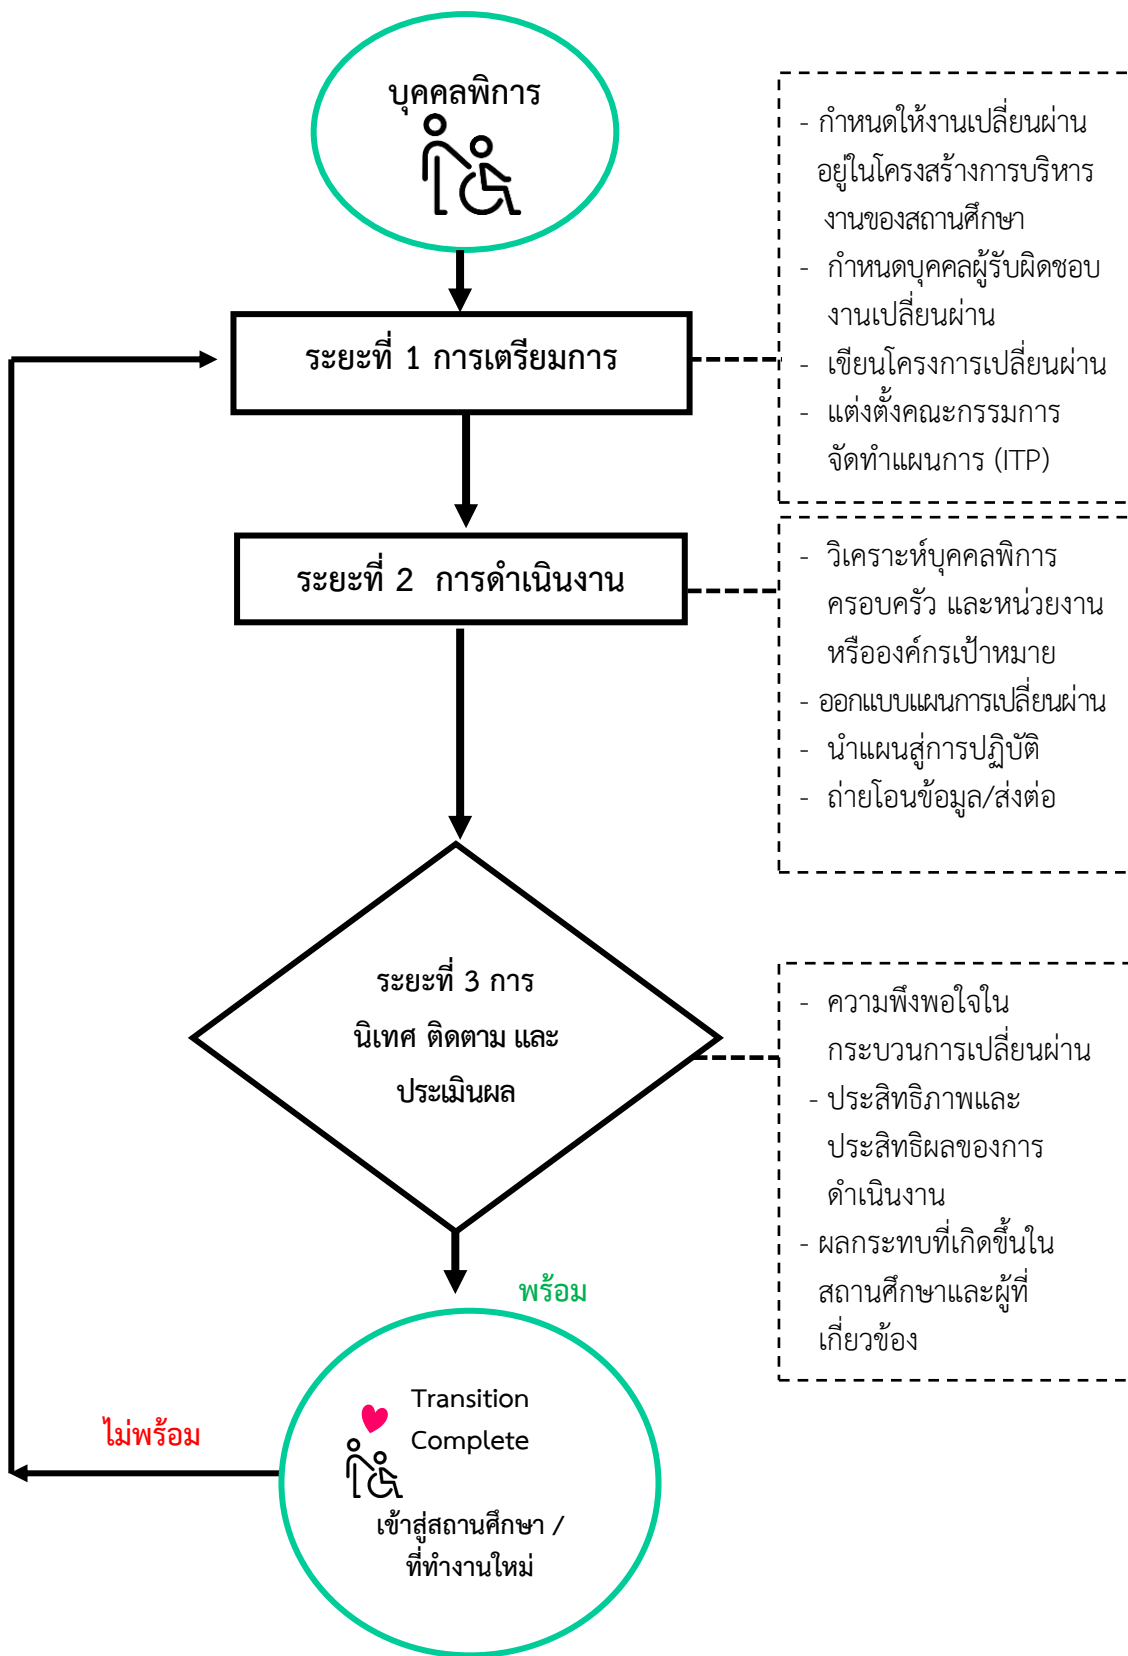 บุคคลพิการ
- กำหนดให้งานเปลี่ยนผ่าน
อยู่ในโครงสร้างการบริหาร
งานของสถานศึกษา
- กำหนดบุคคลผู้รับผิดชอบ
งานเปลี่ยนผ่าน
- เขียนโครงการเปลี่ยนผ่าน
- แต่งตั้งคณะกรรมการ
จัดทำแผนการ (ITP)
ระยะที่ 1 การเตรียมการ
ระยะที่ 2 การดำเนินงาน
- วิเคราะห์บุคคลพิการ
ครอบครัว และหน่วยงาน
หรือองค์กรเป้าหมาย
- ออกแบบแผนการเปลี่ยนผ่าน
- นำแผนสู่การปฏิบัติ
- ถ่ายโอนข้อมูล/ส่งต่อ
ระยะที่ 3 การ
นิเทศ ติดตาม และ
ประเมินผล
- ความพึงพอใจใน
กระบวนการเปลี่ยนผ่าน
- ประสิทธิภาพและ
ประสิทธิผลของการ
ดำเนินงาน
- ผลกระทบที่เกิดขึ้นใน
สถานศึกษาและผู้ที่
เกี่ยวข้อง
พร้อม
ไม่พร้อม
Transition
Complete
เข้าสู่สถานศึกษา /
ที่ทำงานใหม่